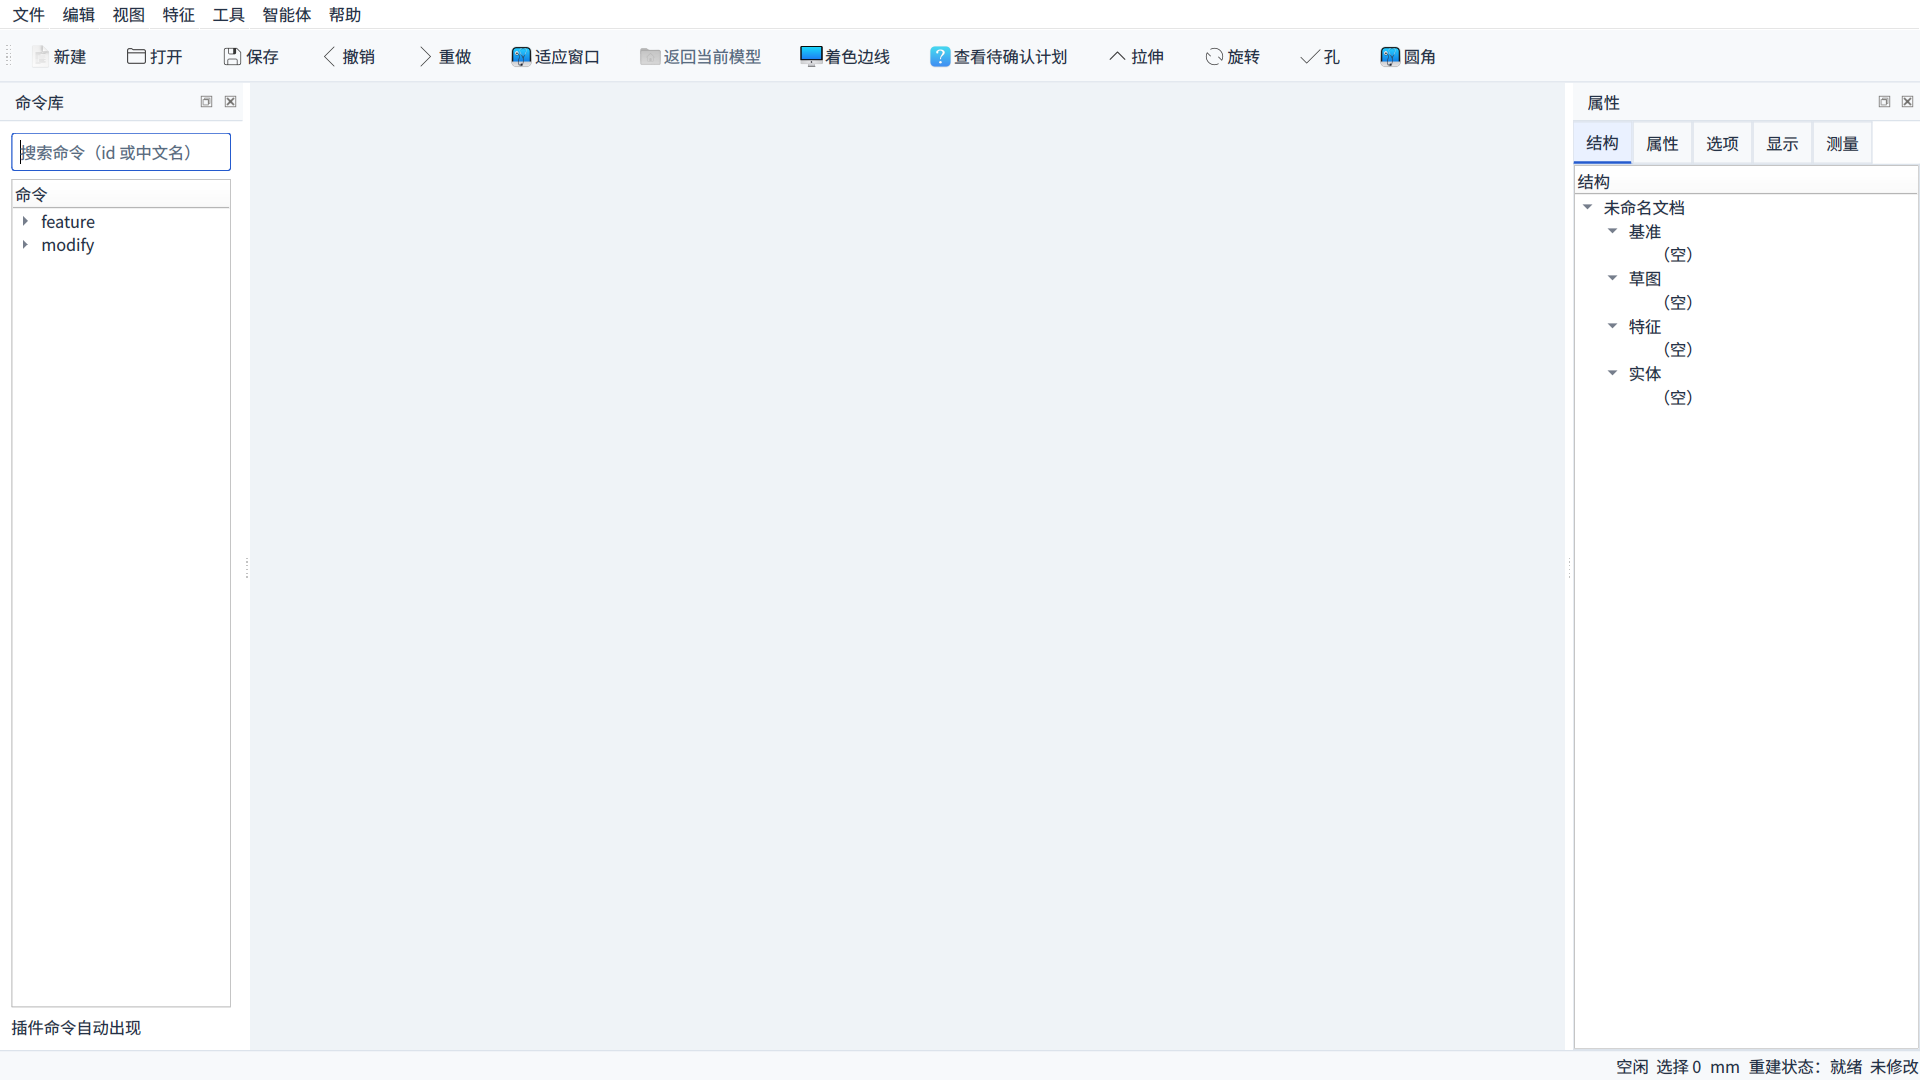 文件 编辑 视图 特征 工具 智能体 帮助
新建 打开 保存 撤销 重做 适应窗口 返回当前模型 着色边线 查看待确认计划 拉伸 旋转 孔 圆角
命令库
搜索命令（id 或中文名）
命令
feature
modify
插件命令自动出现
属性
结构 属性 选项 显示 测量
结构
未命名文档
基准
（空）
草图
（空）
特征
（空）
实体
（空）
空闲 选择 0 mm 重建状态：就绪 未修改